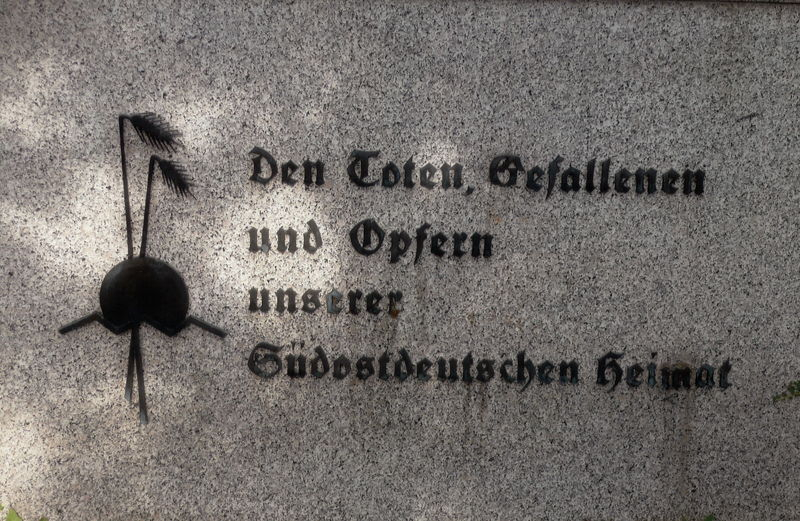 Den Toten, Gefallenen
und Opfern
unserer
Südostdeutschen Heimat